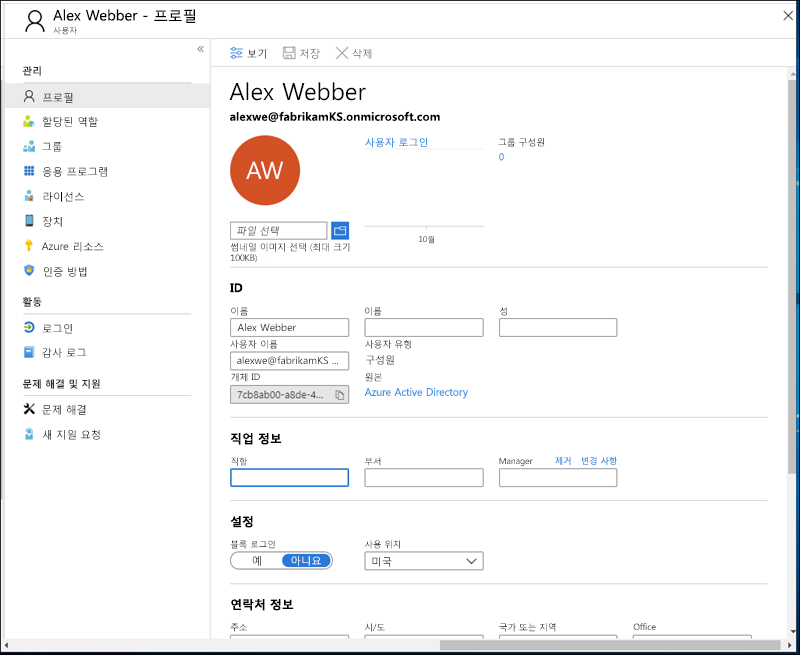 Alex Webber - 프로필
사용자
관리
프로필
할당된 역할
그룹
응용 프로그램
라이선스
장치
Azure 리소스
인증 방법
활동
로그인
감사 로그
문제 해결 및 지원
문제 해결
새 지원 요청
보기 저장 삭제
Alex Webber
alexwe@fabrikamKS.onmicrosoft.com
AW
사용자 로그인
그룹 구성원
0
10월
파일 선택
썸네일 이미지 선택 (최대 크기
100KB)
ID
이름 이름 성
Alex Webber
사용자 이름 사용자 유형
alexwe@fabrikamKS ... 구성원
개체 ID 원본
7cb8ab00-a8de-4... Azure Active Directory
직업 정보
직함 부서 Manager 제거 변경 사항
설정
블록 로그인 사용 위치
예 아니요 미국
연락처 정보
주소 시/도 국가 또는 지역 Office